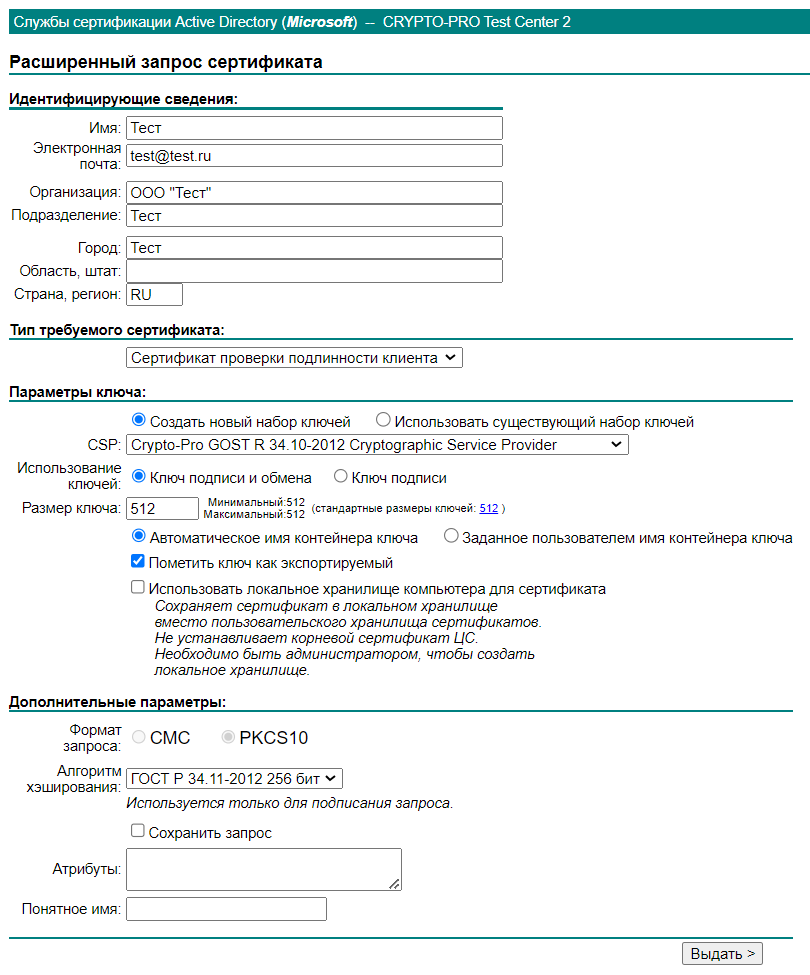 Службы сертификации Active Directory (Microsoft) -- CRYPTO-PRO Test Center 2
Расширенный запрос сертификата
Идентифицирующие сведения:
Имя: Тест
Электронная почта: test@test.ru
Организация: ООО "Тест"
Подразделение: Тест
Город: Тест
Область, штат:
Страна, регион: RU
Тип требуемого сертификата:
Сертификат проверки подлинности клиента
Параметры ключа:
Создать новый набор ключей Использовать существующий набор ключей
CSP: Crypto-Pro GOST R 34.10-2012 Cryptographic Service Provider
Использование ключей: Ключ подписи и обмена Ключ подписи
Размер ключа: 512 Минимальный:512 Максимальный:512 (стандартные размеры ключей: 512 )
Автоматическое имя контейнера ключа Заданное пользователем имя контейнера ключа
Пометить ключ как экспортируемый
Использовать локальное хранилище компьютера для сертификата
Сохраняет сертификат в локальном хранилище
вместо пользовательского хранилища сертификатов.
Не устанавливает корневой сертификат ЦС.
Необходимо быть администратором, чтобы создать
локальное хранилище.
Дополнительные параметры:
Формат запроса: CMC PKCS10
Алгоритм хэширования: ГОСТ Р 34.11-2012 256 бит
Используется только для подписания запроса.
Сохранить запрос
Атрибуты:
Понятное имя:
Выдать >